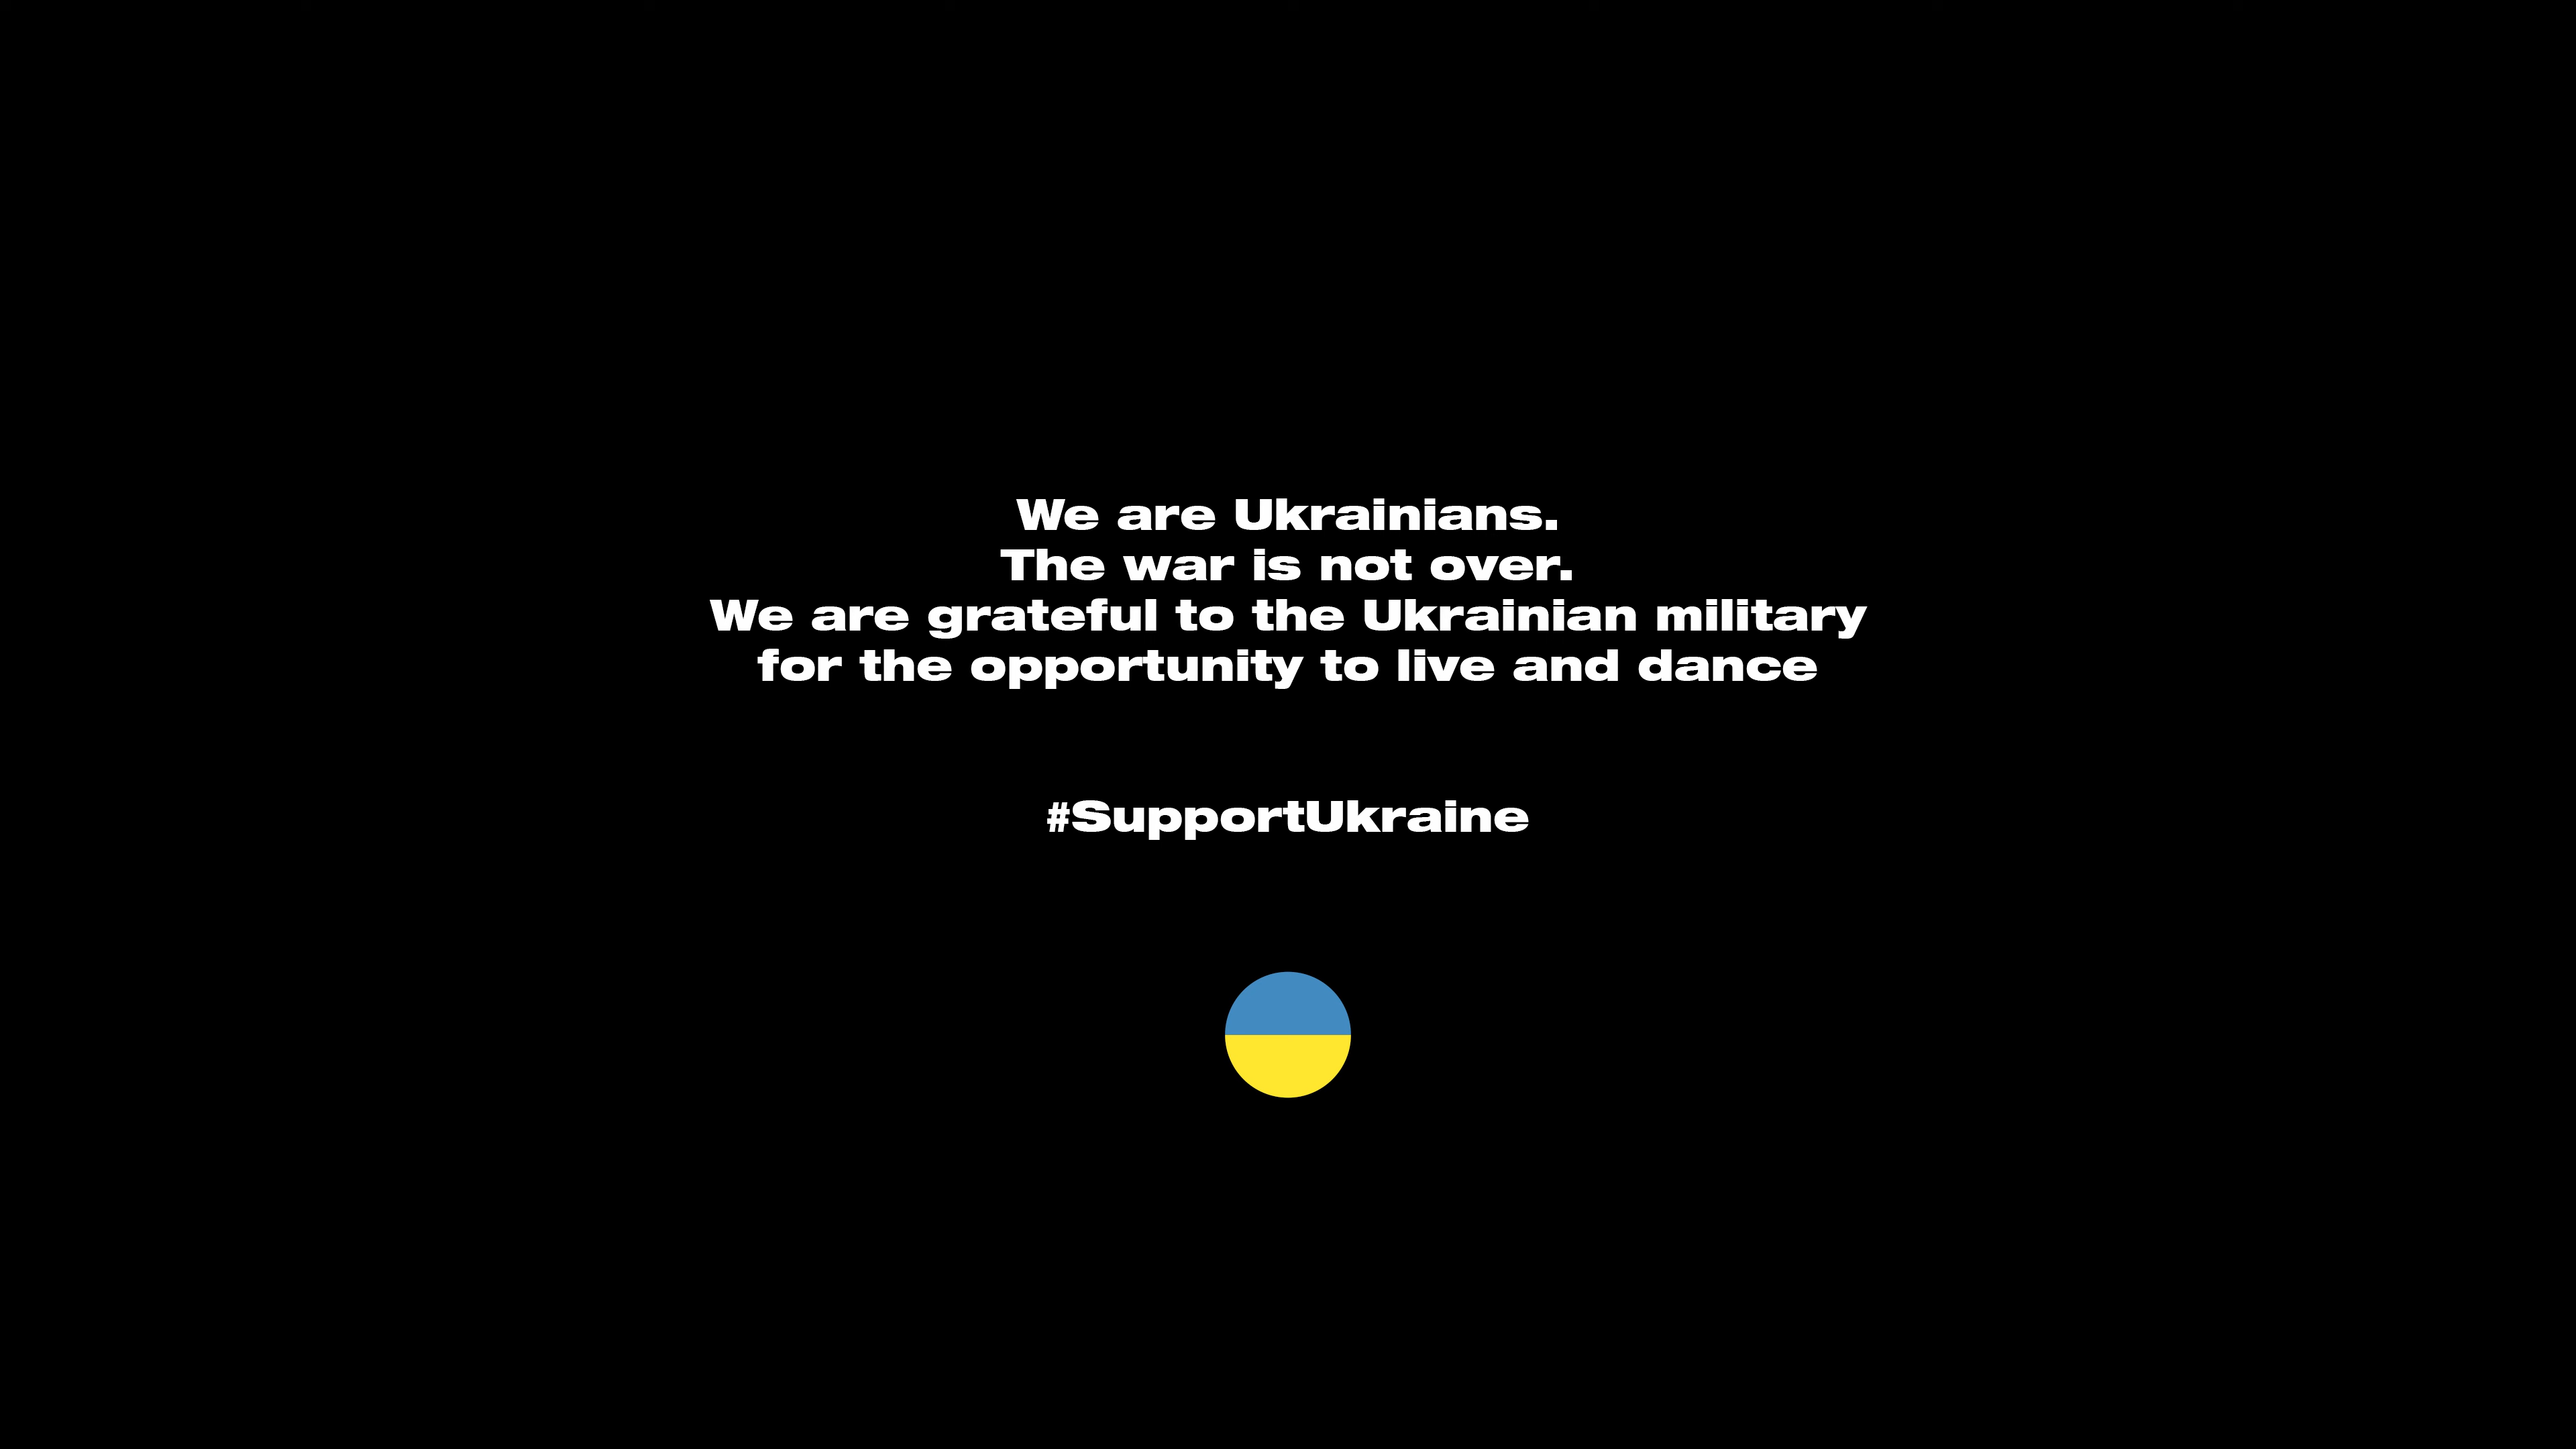 We are Ukrainians.
The war is not over.
We are grateful to the Ukrainian military
for the opportunity to live and dance
#SupportUkraine